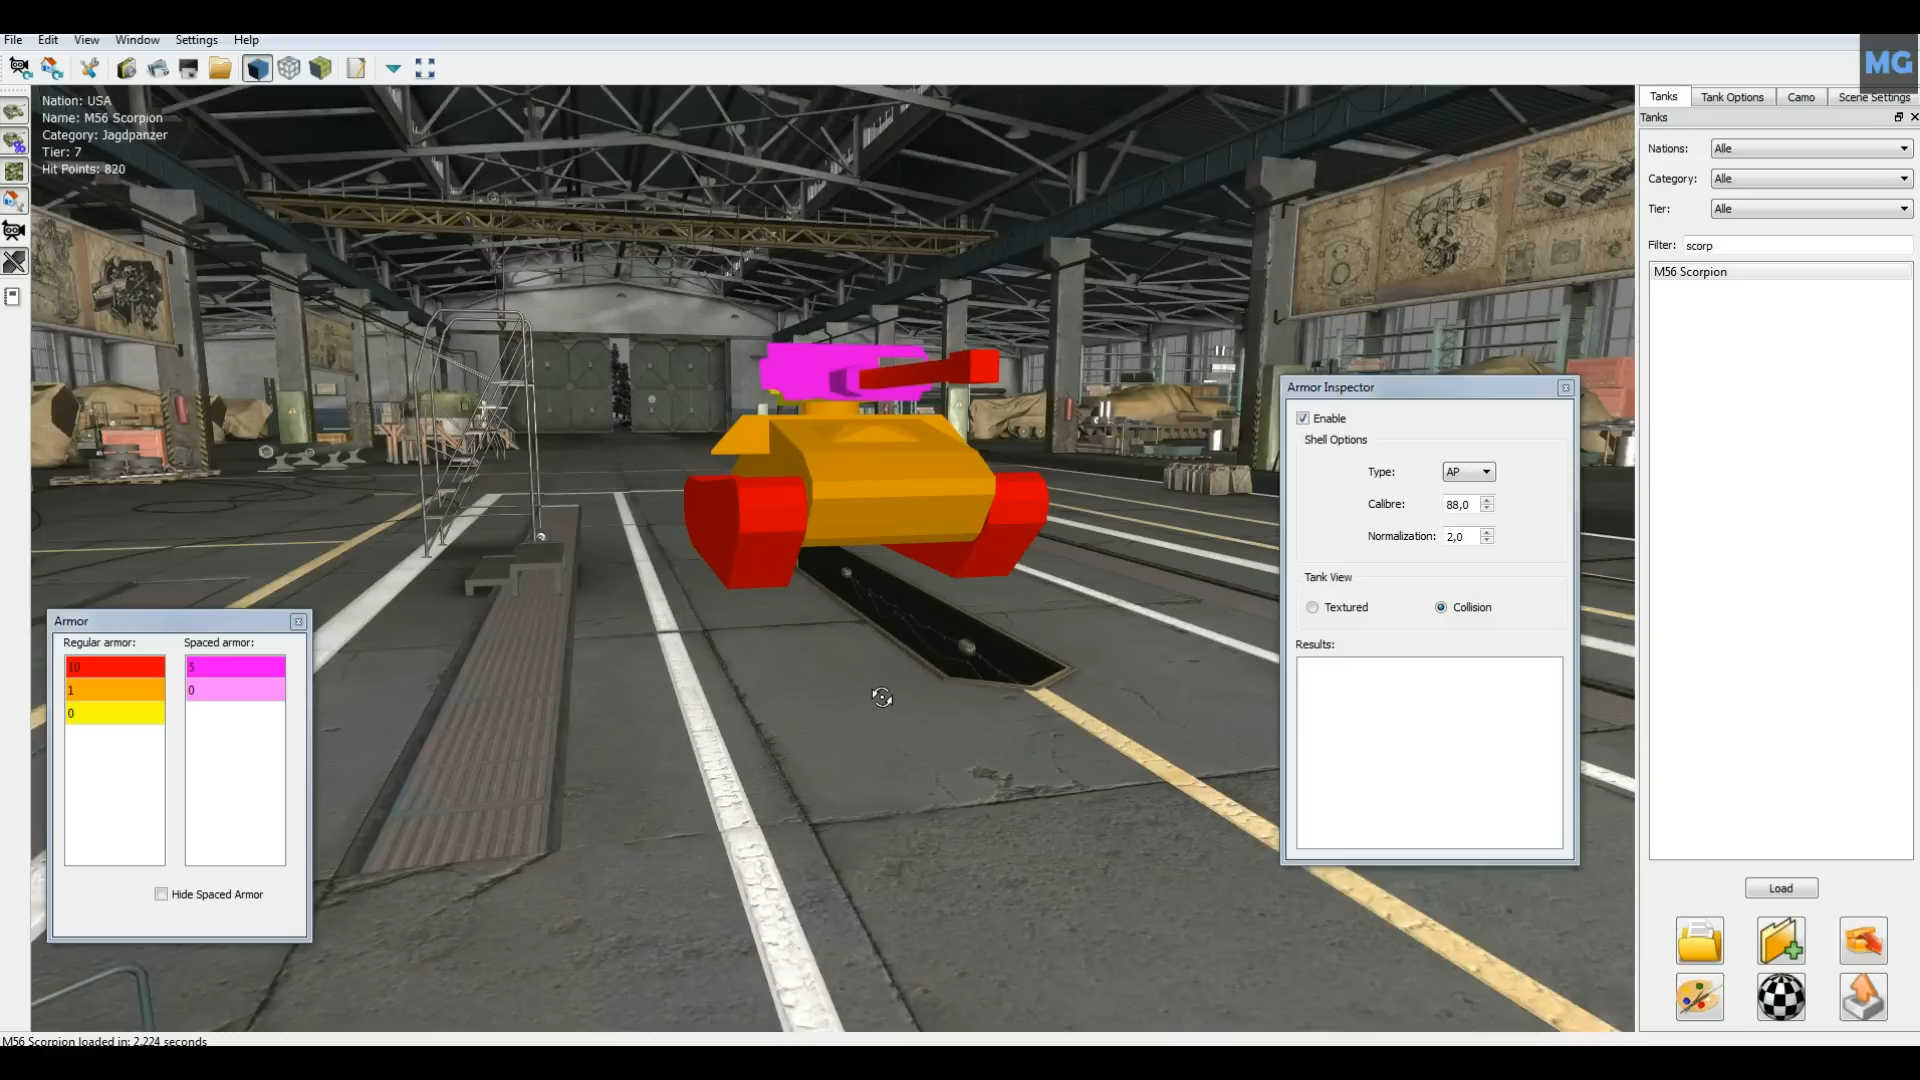 File Edit View Window Settings Help
MG
Nation: USA
Name: M56 Scorpion
Category: Jagdpanzer
Tier: 7
Hit Points: 820
Tanks Tank Options Camo Scene Settings
Tanks
Nations: Alle
Category: Alle
Tier: Alle
Filter: scorp
M56 Scorpion
Load
Armor Inspector
Enable
Shell Options
Type: AP
Calibre: 88,0
Normalization: 2,0
Tank View
Textured Collision
Results:
Armor
Regular armor: Spaced armor:
10 5
1 0
0
Hide Spaced Armor
M56 Scorpion loaded in: 2.224 seconds